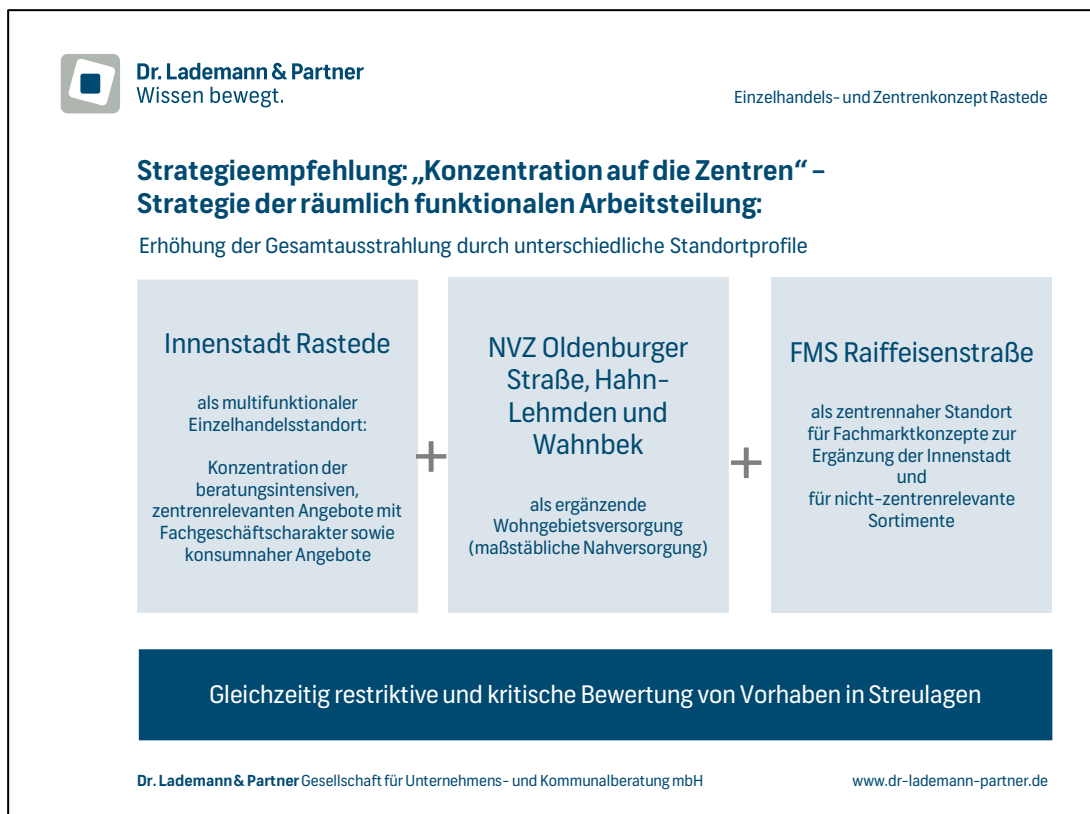 Dr. Lademann & Partner
Wissen bewegt.
Einzelhandels- und Zentrenkonzept Rastede
Strategieempfehlung: „Konzentration auf die Zentren“ –
Strategie der räumlich funktionalen Arbeitsteilung:
Erhöhung der Gesamtausstrahlung durch unterschiedliche Standortprofile
Innenstadt Rastede
als multifunktionaler
Einzelhandelsstandort:
Konzentration der
beratungsintensiven,
zentrenrelevanten Angebote mit
Fachgeschäftscharakter sowie
konsumnaher Angebote
+
NVZ Oldenburger
Straße, Hahn-
Lehmden und
Wahnbek
als ergänzende
Wohngebietsversorgung
(maßstäbliche Nahversorgung)
+
FMS Raiffeisenstraße
als zentrennaher Standort
für Fachmarktkonzepte zur
Ergänzung der Innenstadt
und
für nicht-zentrenrelevante
Sortimente
Gleichzeitig restriktive und kritische Bewertung von Vorhaben in Streulagen
Dr. Lademann & Partner Gesellschaft für Unternehmens- und Kommunalberatung mbH
www.dr-lademann-partner.de